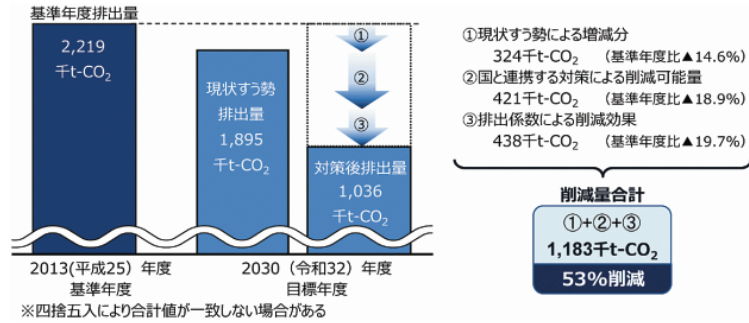 基準年度排出量
2,219
千t-CO₂
現状すう勢
排出量
1,895
千t-CO₂
①
②
③
対策後排出量
1,036
千t-CO₂
2013(平成25）年度
基準年度
2030（令和32）年度
目標年度
※四捨五入により合計値が一致しない場合がある
①現状すう勢による増減分
324千t-CO₂ （基準年度比▲14.6%）
②国と連携する対策による削減可能量
421千t-CO₂ （基準年度比▲18.9%）
③排出係数による削減効果
438千t-CO₂ （基準年度比▲19.7%）
削減量合計
①+②+③
1,183千t-CO₂
53%削減